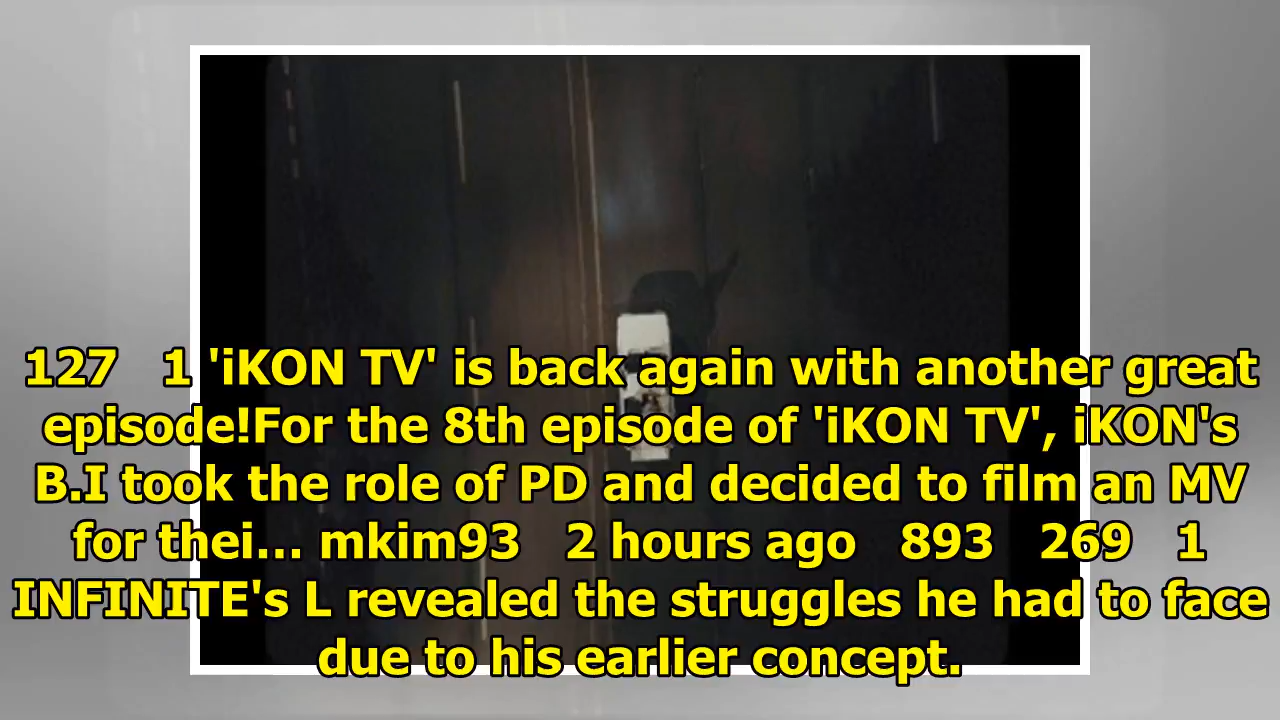 127 1 'iKON TV' is back again with another great
episode!For the 8th episode of 'iKON TV', iKON's
B.I took the role of PD and decided to film an MV
for thei... mkim93 2 hours ago 893 269 1
INFINITE's L revealed the struggles he had to face
due to his earlier concept.